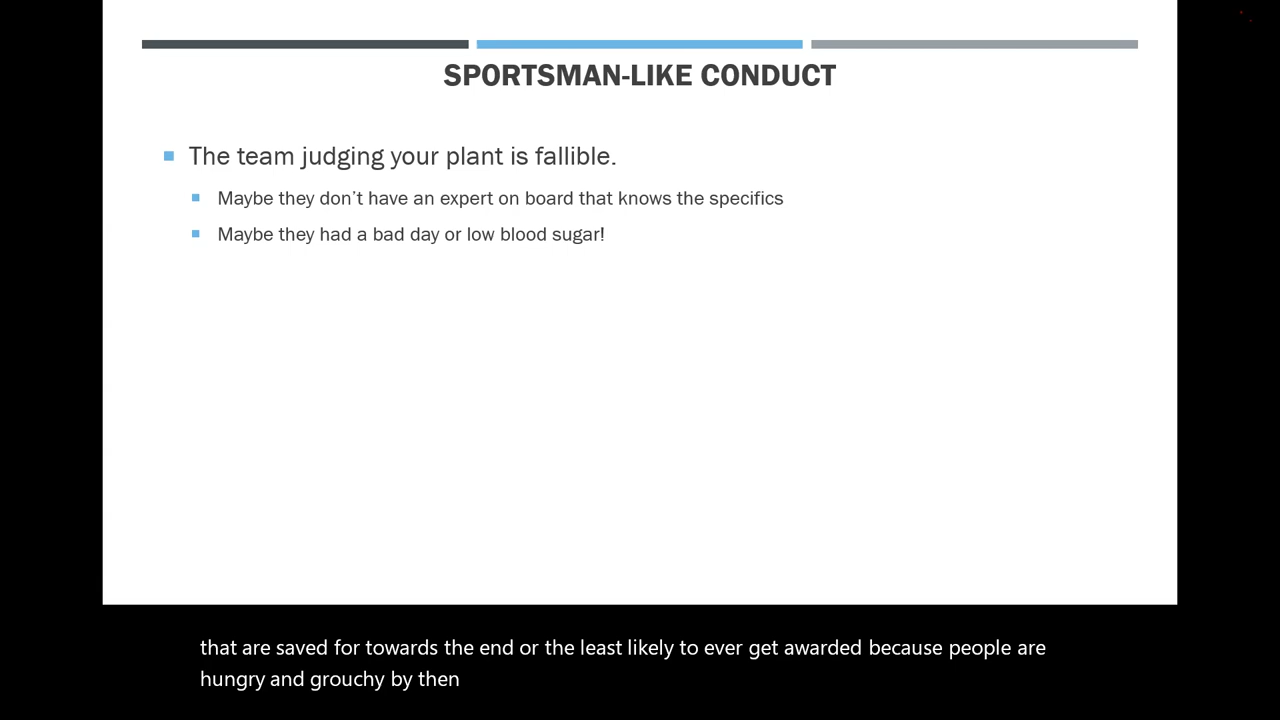 SPORTSMAN-LIKE CONDUCT
The team judging your plant is fallible.
Maybe they don’t have an expert on board that knows the specifics
Maybe they had a bad day or low blood sugar!
that are saved for towards the end or the least likely to ever get awarded because people are
hungry and grouchy by then